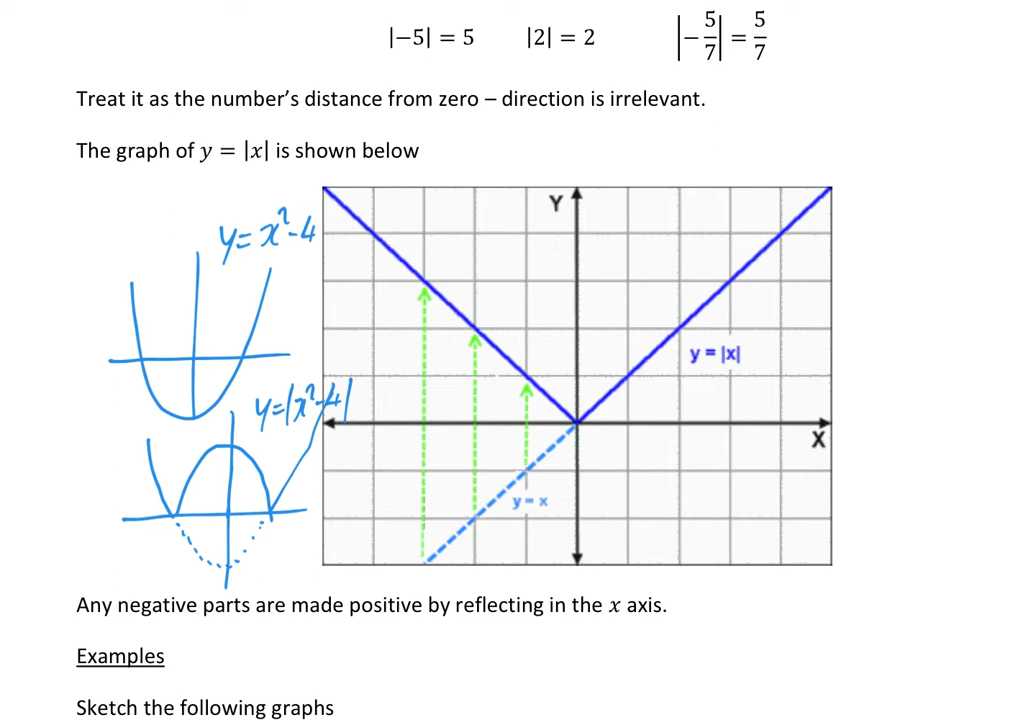 |−5| = 5 |2| = 2 |−5/7| = 5/7
Treat it as the number’s distance from zero – direction is irrelevant.
The graph of y = |x| is shown below
y = x² - 4
Y
y = |x|
y = |x² - 4|
X
y = x
Any negative parts are made positive by reflecting in the x axis.
Examples
Sketch the following graphs